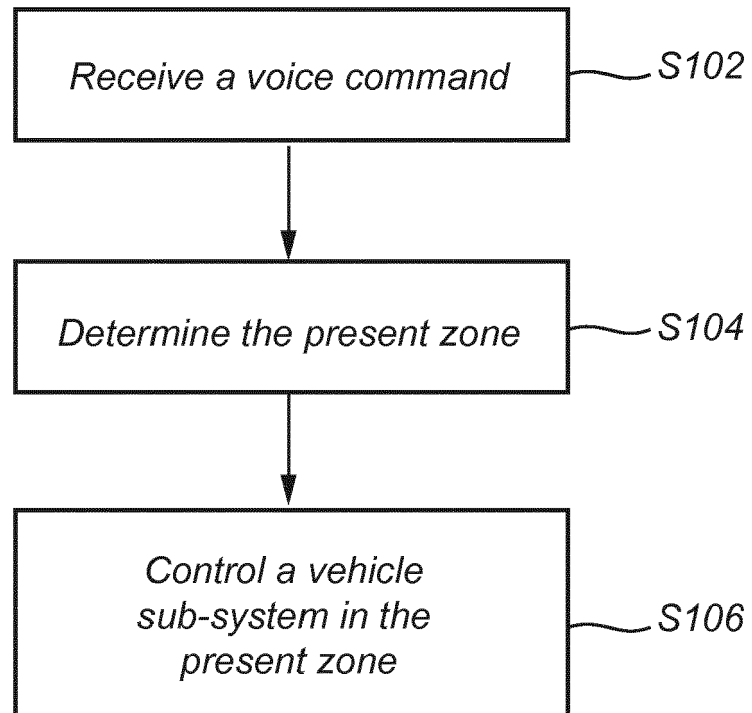 Receive a voice command
S102
Determine the present zone
S104
Control a vehicle
sub-system in the
present zone
S106